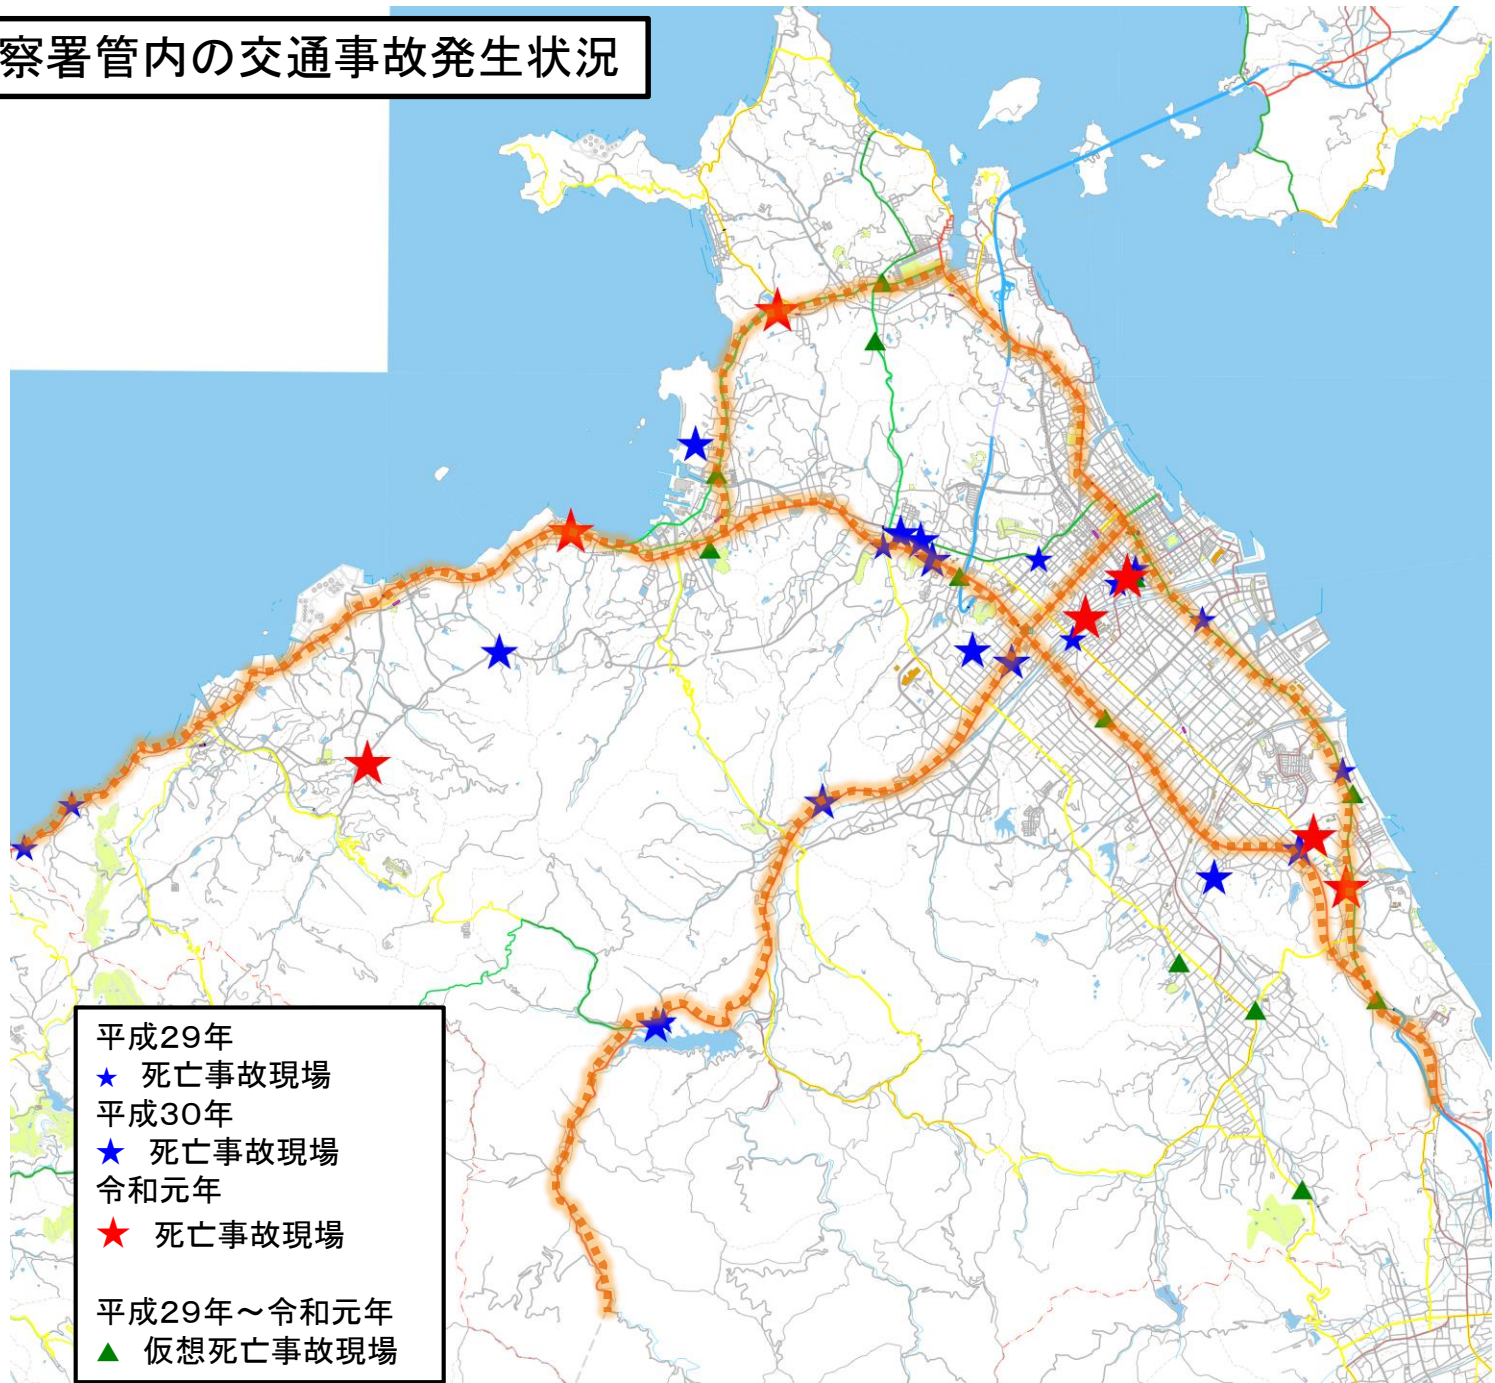 察署管内の交通事故発生状況
平成29年
死亡事故現場
平成30年
死亡事故現場
令和元年
死亡事故現場
平成29年～令和元年
仮想死亡事故現場